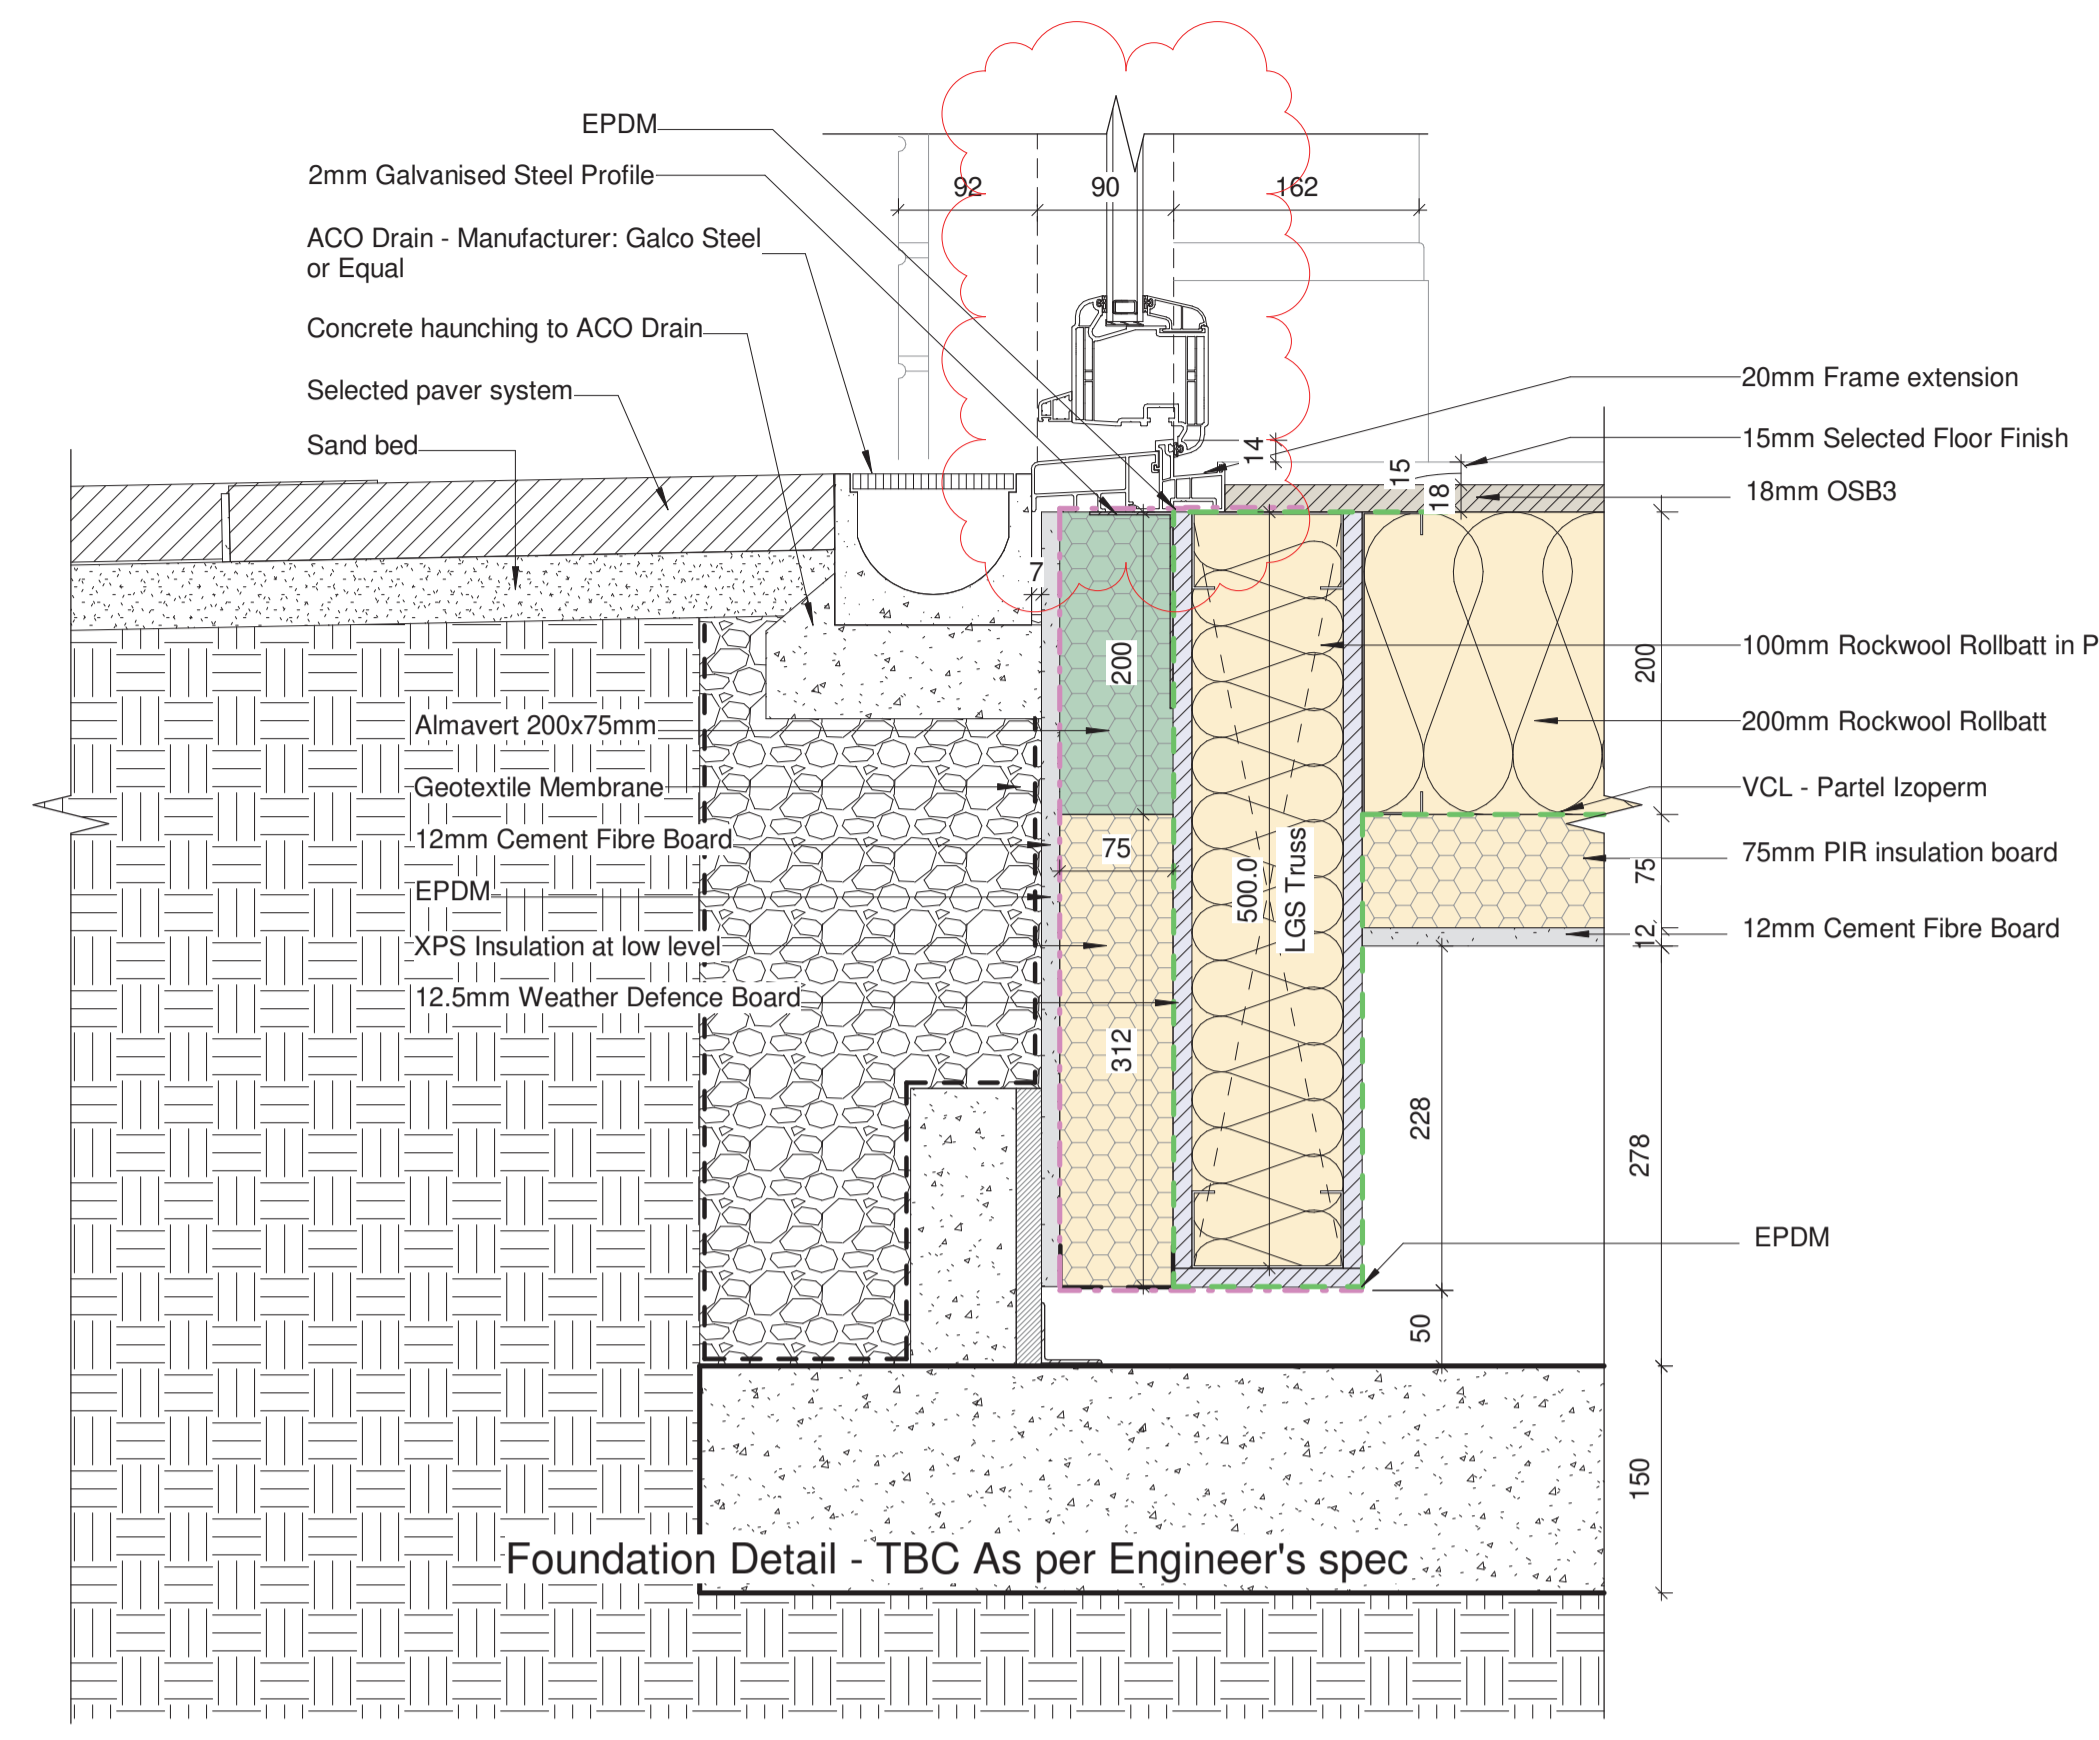 EPDM
2mm Galvanised Steel Profile
ACO Drain - Manufacturer: Galco Steel
or Equal
Concrete haunching to ACO Drain
Selected paver system
Sand bed
92
90
162
20mm Frame extension
15mm Selected Floor Finish
18mm OSB3
14
15
18
7
200
100mm Rockwool Rollbatt in P
200
200mm Rockwool Rollbatt
VCL - Partel Izoperm
75mm PIR insulation board
75
12mm Cement Fibre Board
12
Almavert 200x75mm
Geotextile Membrane
12mm Cement Fibre Board
EPDM
XPS Insulation at low level
12.5mm Weather Defence Board
75
500.0
LGS Truss
312
228
278
EPDM
50
150
Foundation Detail - TBC As per Engineer's spec